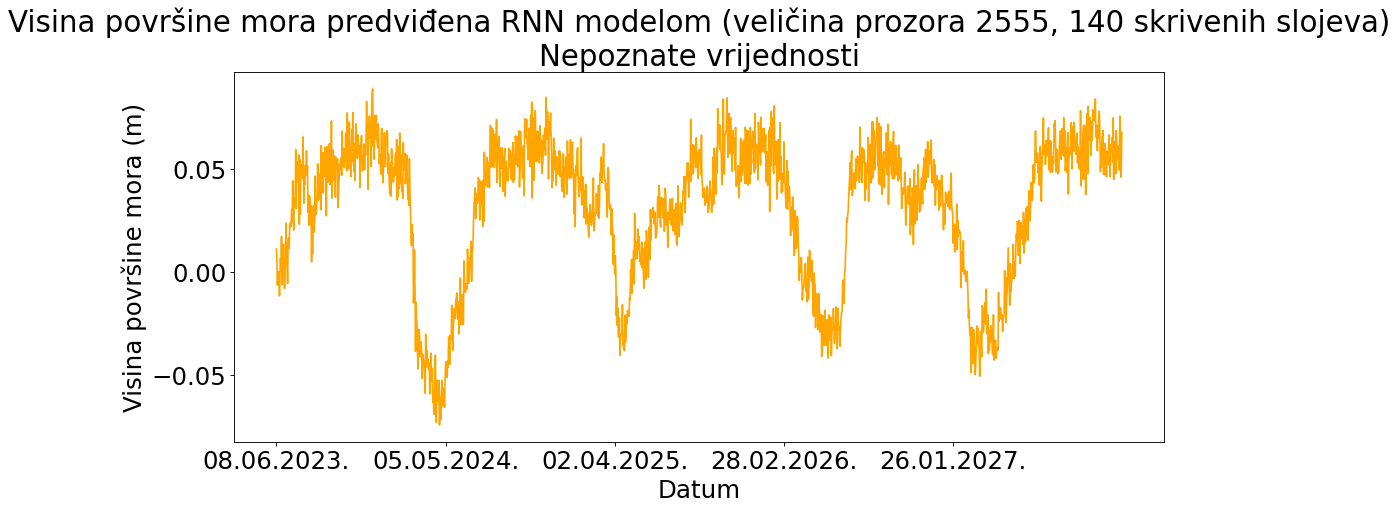 Visina površine mora predviđena RNN modelom (veličina prozora 2555, 140 skrivenih slojeva)
Nepoznate vrijednosti
Visina površine mora (m)
0.05
0.00
−0.05
08.06.2023. 05.05.2024. 02.04.2025. 28.02.2026. 26.01.2027.
Datum